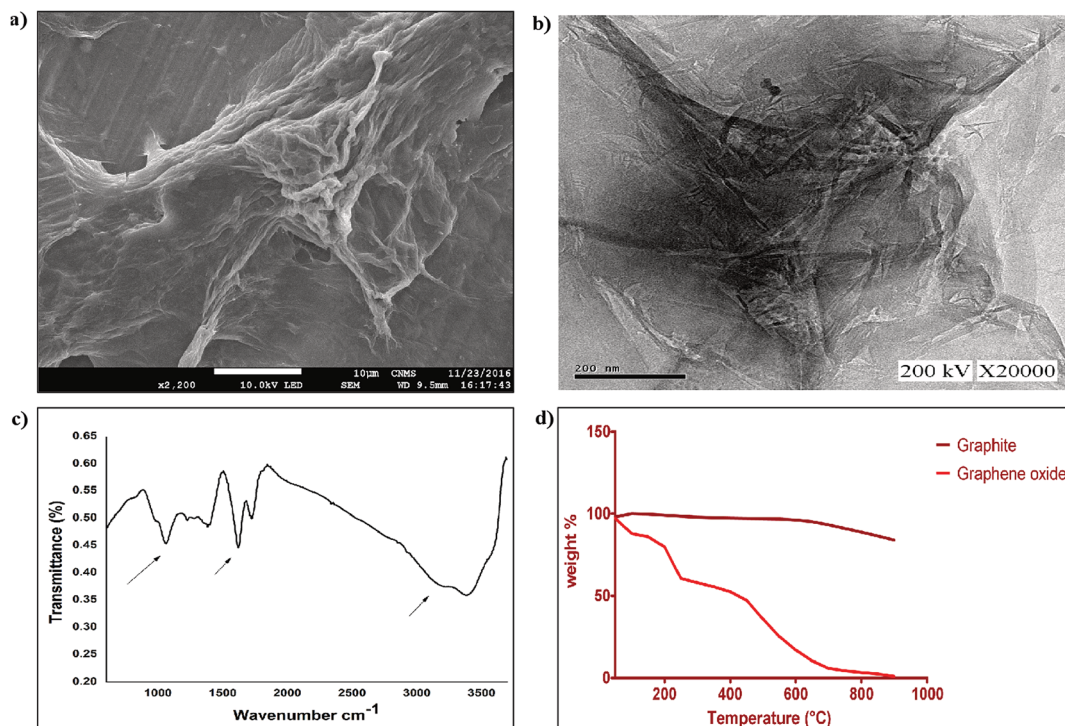 a)
10µm CNMS 11/23/2016
x2,200 10.0kV LED SEM WD 9.5mm 16:17:43
b)
200 nm
200 kV X20000
c)
Transmittance (%)
0.65
0.60
0.55
0.50
0.45
0.40
0.35
0.30
0.25
0.20
1000 1500 2000 2500 3000 3500
Wavenumber cm⁻¹
d)
weight %
150
100
50
0
200 400 600 800 1000
Temperature (°C)
Graphite
Graphene oxide